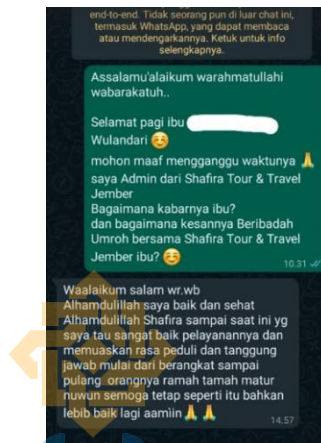 end-to-end. Tidak seorang pun di luar chat ini,
termasuk WhatsApp, yang dapat membaca
atau mendengarkannya. Ketuk untuk info
selengkapnya.
Assalamu'alaikum warahmatullahi
wabarakatuh..
Selamat pagi ibu
Wulandari
mohon maaf mengganggu waktunya
saya Admin dari Shafira Tour & Travel
Jember
Bagaimana kabarnya ibu?
dan bagaimana kesannya Beribadah
Umroh bersama Shafira Tour & Travel
Jember ibu?
10.31
Waalaikum salam wr.wb
Alhamdulillah saya baik dan sehat
Alhamdulillah Shafira sampai saat ini yg
saya tau sangat baik pelayanannya dan
memuaskan rasa peduli dan tanggung
jawab mulai dari berangkat sampai
pulang orangnya ramah tamah matur
nuwun semoga tetap seperti itu bahkan
lebih baik lagi aamiin
14.57